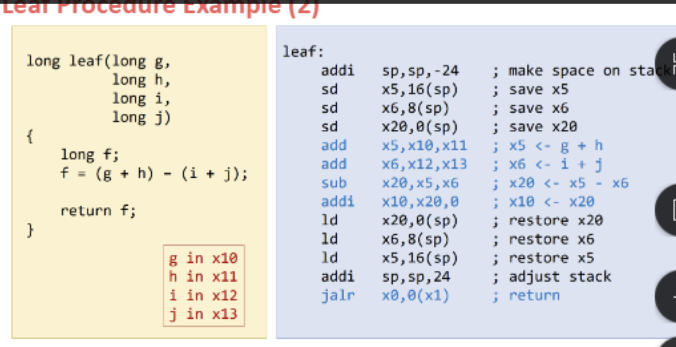 Leaf Procedure Example (2)
long leaf(long g,
long h,
long i,
long j)
{
long f;
f = (g + h) - (i + j);
return f;
}
g in x10
h in x11
i in x12
j in x13
leaf:
addi sp,sp,-24 ; make space on stack
sd x5,16(sp) ; save x5
sd x6,8(sp) ; save x6
sd x20,0(sp) ; save x20
add x5,x10,x11 ; x5 <- g + h
add x6,x12,x13 ; x6 <- i + j
sub x20,x5,x6 ; x20 <- x5 - x6
addi x10,x20,0 ; x10 <- x20
ld x20,0(sp) ; restore x20
ld x6,8(sp) ; restore x6
ld x5,16(sp) ; restore x5
addi sp,sp,24 ; adjust stack
jalr x0,0(x1) ; return